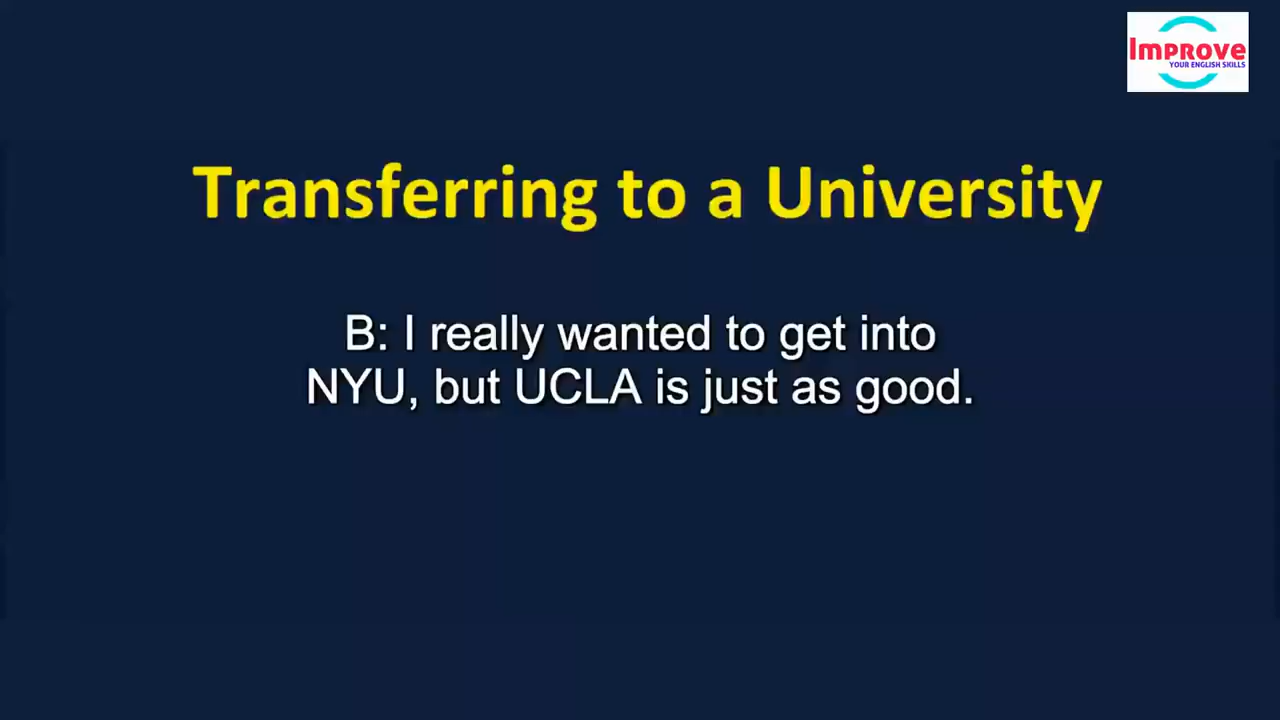 Improve
YOUR ENGLISH SKILLS
Transferring to a University
B: I really wanted to get into
NYU, but UCLA is just as good.